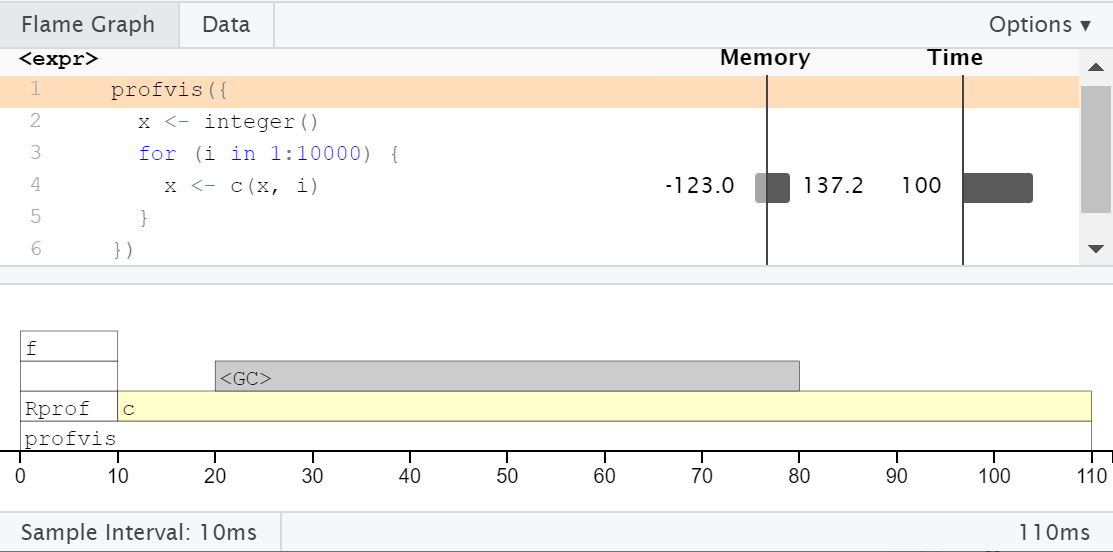 Flame Graph Data Options ▼
<expr> Memory Time
1 profvis({
2 x <- integer()
3 for (i in 1:10000) {
4 x <- c(x, i) -123.0 137.2 100
5 }
6 })
f
<GC>
Rprof c
profvis
0 10 20 30 40 50 60 70 80 90 100 110
Sample Interval: 10ms 110ms